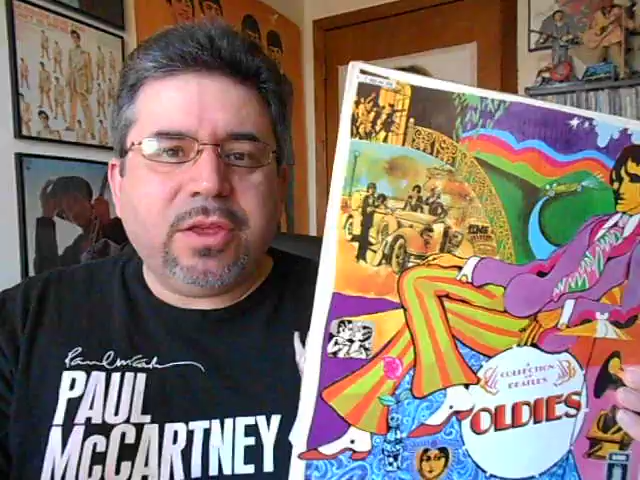 A
COLLECTION
OF
BEATLES
OLDIES
Paul McCartney
PAUL
McCARTNEY